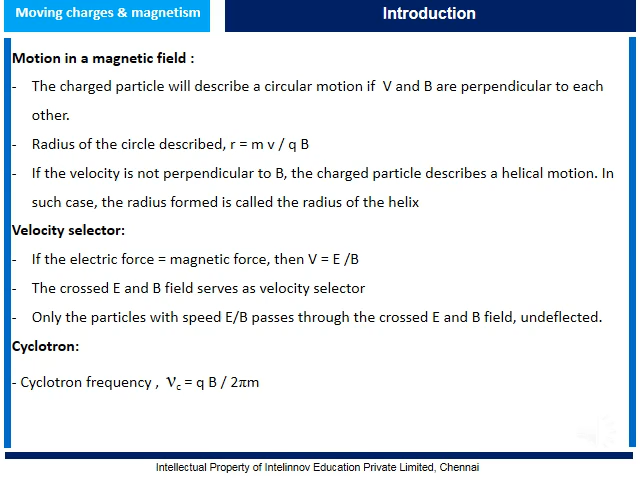 Moving charges & magnetism
Introduction
Motion in a magnetic field :
- The charged particle will describe a circular motion if V and B are perpendicular to each
other.
- Radius of the circle described, r = m v / q B
- If the velocity is not perpendicular to B, the charged particle describes a helical motion. In
such case, the radius formed is called the radius of the helix
Velocity selector:
- If the electric force = magnetic force, then V = E /B
- The crossed E and B field serves as velocity selector
- Only the particles with speed E/B passes through the crossed E and B field, undeflected.
Cyclotron:
- Cyclotron frequency , ν꜀ = q B / 2πm
Intellectual Property of Intelinnov Education Private Limited, Chennai